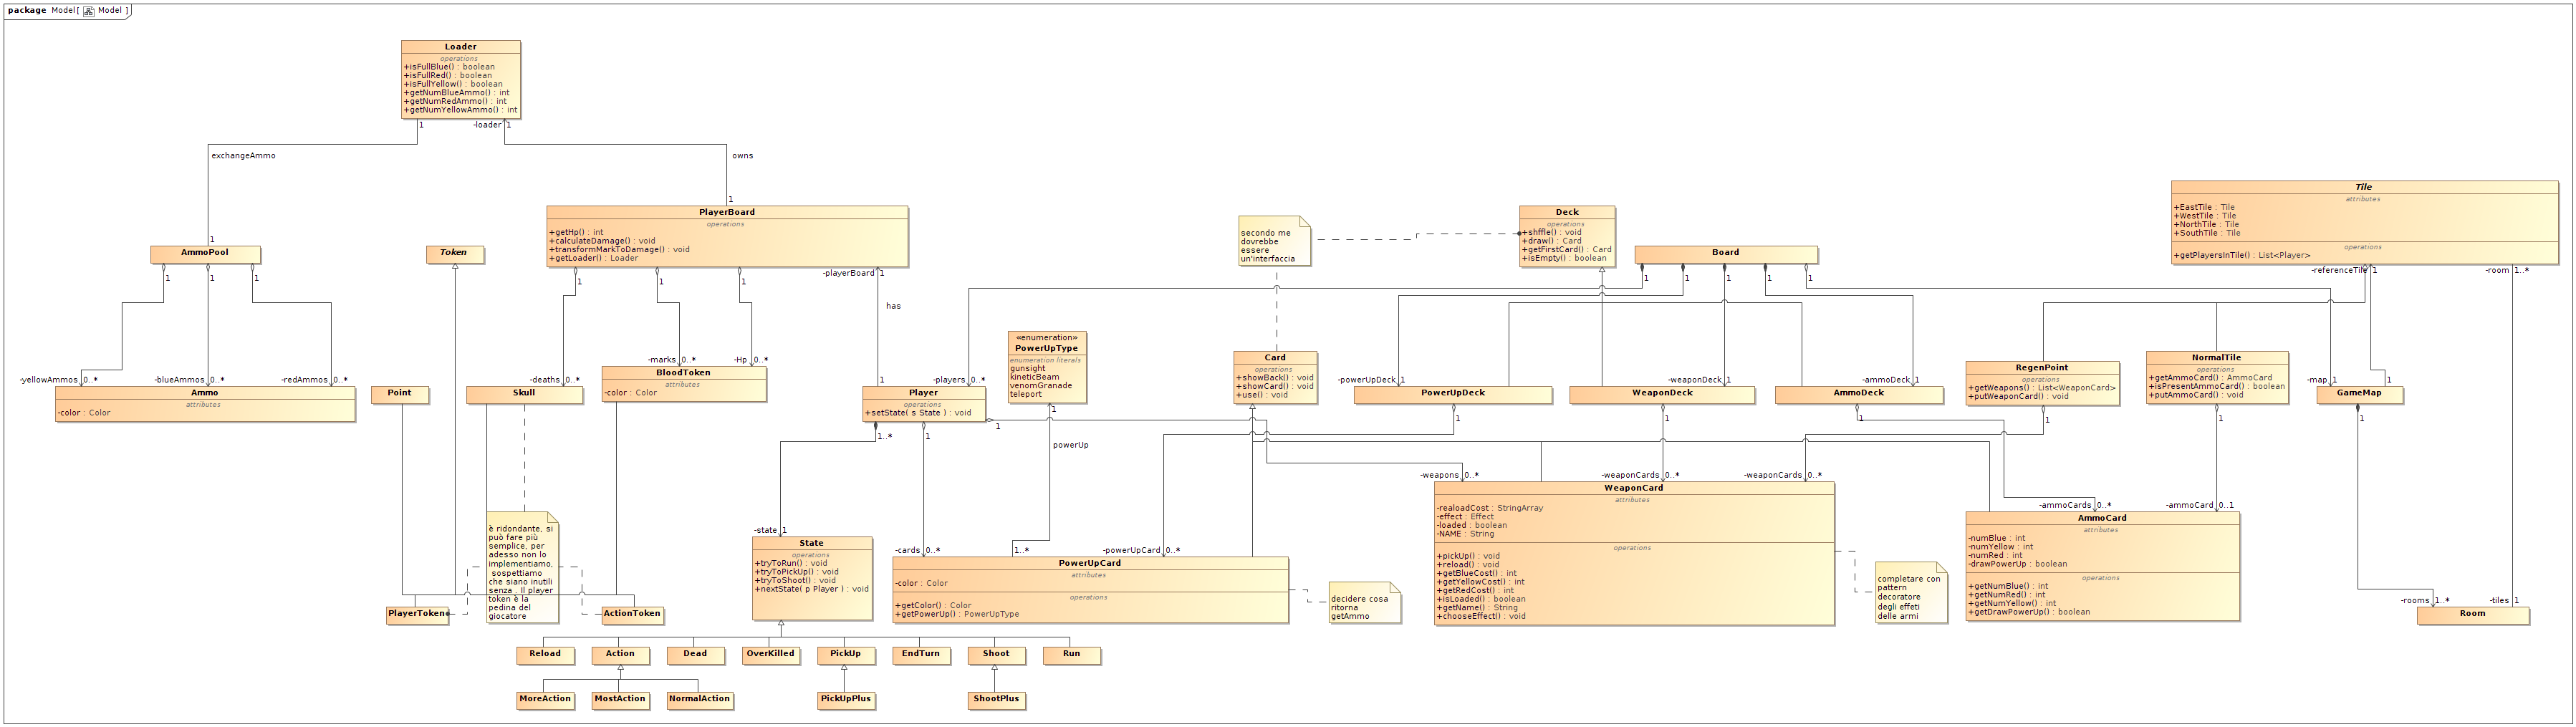 package Model[ Model ]
Loader
operations
+isFullBlue() : boolean
+isFullRed() : boolean
+isFullYellow() : boolean
+getNumBlueAmmo() : int
+getNumRedAmmo() : int
+getNumYellowAmmo() : int
1
-loader 1
exchangeAmmo
owns
1
1
PlayerBoard
operations
+getHp() : int
+calculateDamage() : void
+transformMarkToDamage() : void
+getLoader() : Loader
AmmoPool
1
1
1
Token
1
1
1
-playerBoard 1
has
-yellowAmmos 0..*
-blueAmmos 0..*
-redAmmos 0..*
Ammo
attributes
-color : Color
Point
-deaths 0..*
Skull
-marks 0..*
-Hp 0..*
BloodToken
attributes
-color : Color
1
Player
operations
+setState( s State ) : void
1..*
1
1
secondo me
dovrebbe
essere
un'interfaccia
Deck
operations
+shffle() : void
+draw() : Card
+getFirstCard() : Card
+isEmpty() : boolean
Board
1
1
1
1
1
Tile
attributes
+EastTile : Tile
+WestTile : Tile
+NorthTile : Tile
+SouthTile : Tile
operations
+getPlayersInTile() : List<Player>
-referenceTile 1
-room 1..*
«enumeration»
PowerUpType
enumeration literals
gunsight
kineticBeam
venomGranade
teleport
1
powerUp
-players 0..*
Card
operations
+showBack() : void
+showCard() : void
+use() : void
-powerUpDeck 1
PowerUpDeck
1
-weaponDeck 1
WeaponDeck
1
-ammoDeck 1
AmmoDeck
1
RegenPoint
operations
+getWeapons() : List<WeaponCard>
+putWeaponCard() : void
1
NormalTile
operations
+getAmmoCard() : AmmoCard
+isPresentAmmoCard() : boolean
+putAmmoCard() : void
1
-map 1
1
GameMap
1
-weapons 0..*
-weaponCards 0..*
-weaponCards 0..*
WeaponCard
attributes
-realoadCost : StringArray
-effect : Effect
-loaded : boolean
-NAME : String
operations
+pickUp() : void
+reload() : void
+getBlueCost() : int
+getYellowCost() : int
+getRedCost() : int
+isLoaded() : boolean
+getName() : String
+chooseEffect() : void
completare con
pattern
decoratore
degli effeti
delle armi
-ammoCards 0..*
-ammoCard 0..1
AmmoCard
attributes
-numBlue : int
-numYellow : int
-numRed : int
-drawPowerUp : boolean
operations
+getNumBlue() : int
+getNumRed() : int
+getNumYellow() : int
+getDrawPowerUp() : boolean
-rooms 1..*
-tiles 1
Room
è ridondante, si
può fare più
semplice, per
adesso non lo
implementiamo,
sospettiamo
che siano inutili
senza . Il player
token è la
pedina del
giocatore
PlayerToken
ActionToken
-state 1
State
operations
+tryToRun() : void
+tryToPickUp() : void
+tryToShoot() : void
+nextState( p Player ) : void
-cards 0..*
1..*
-powerUpCard 0..*
PowerUpCard
attributes
-color : Color
operations
+getColor() : Color
+getPowerUp() : PowerUpType
decidere cosa
ritorna
getAmmo
Reload
Action
Dead
OverKilled
PickUp
EndTurn
Shoot
Run
MoreAction
MostAction
NormalAction
PickUpPlus
ShootPlus